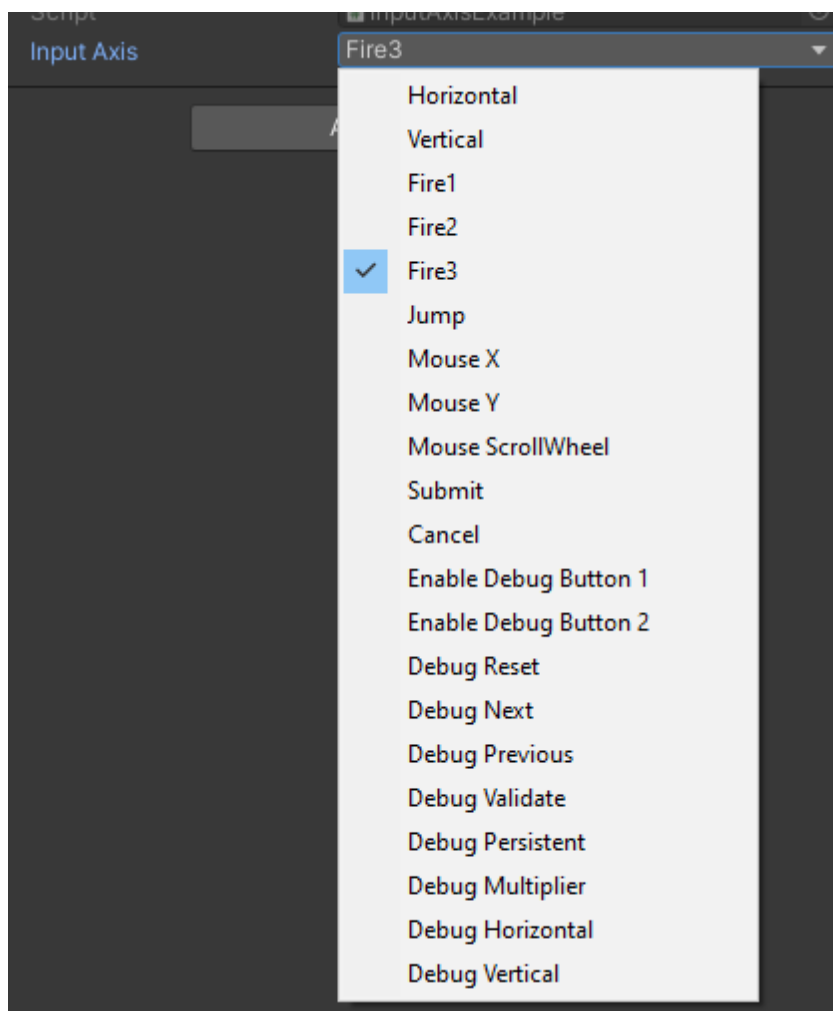 Script InputAxisExample
Input Axis Fire3
Horizontal
Vertical
Fire1
Fire2
Fire3
Jump
Mouse X
Mouse Y
Mouse ScrollWheel
Submit
Cancel
Enable Debug Button 1
Enable Debug Button 2
Debug Reset
Debug Next
Debug Previous
Debug Validate
Debug Persistent
Debug Multiplier
Debug Horizontal
Debug Vertical